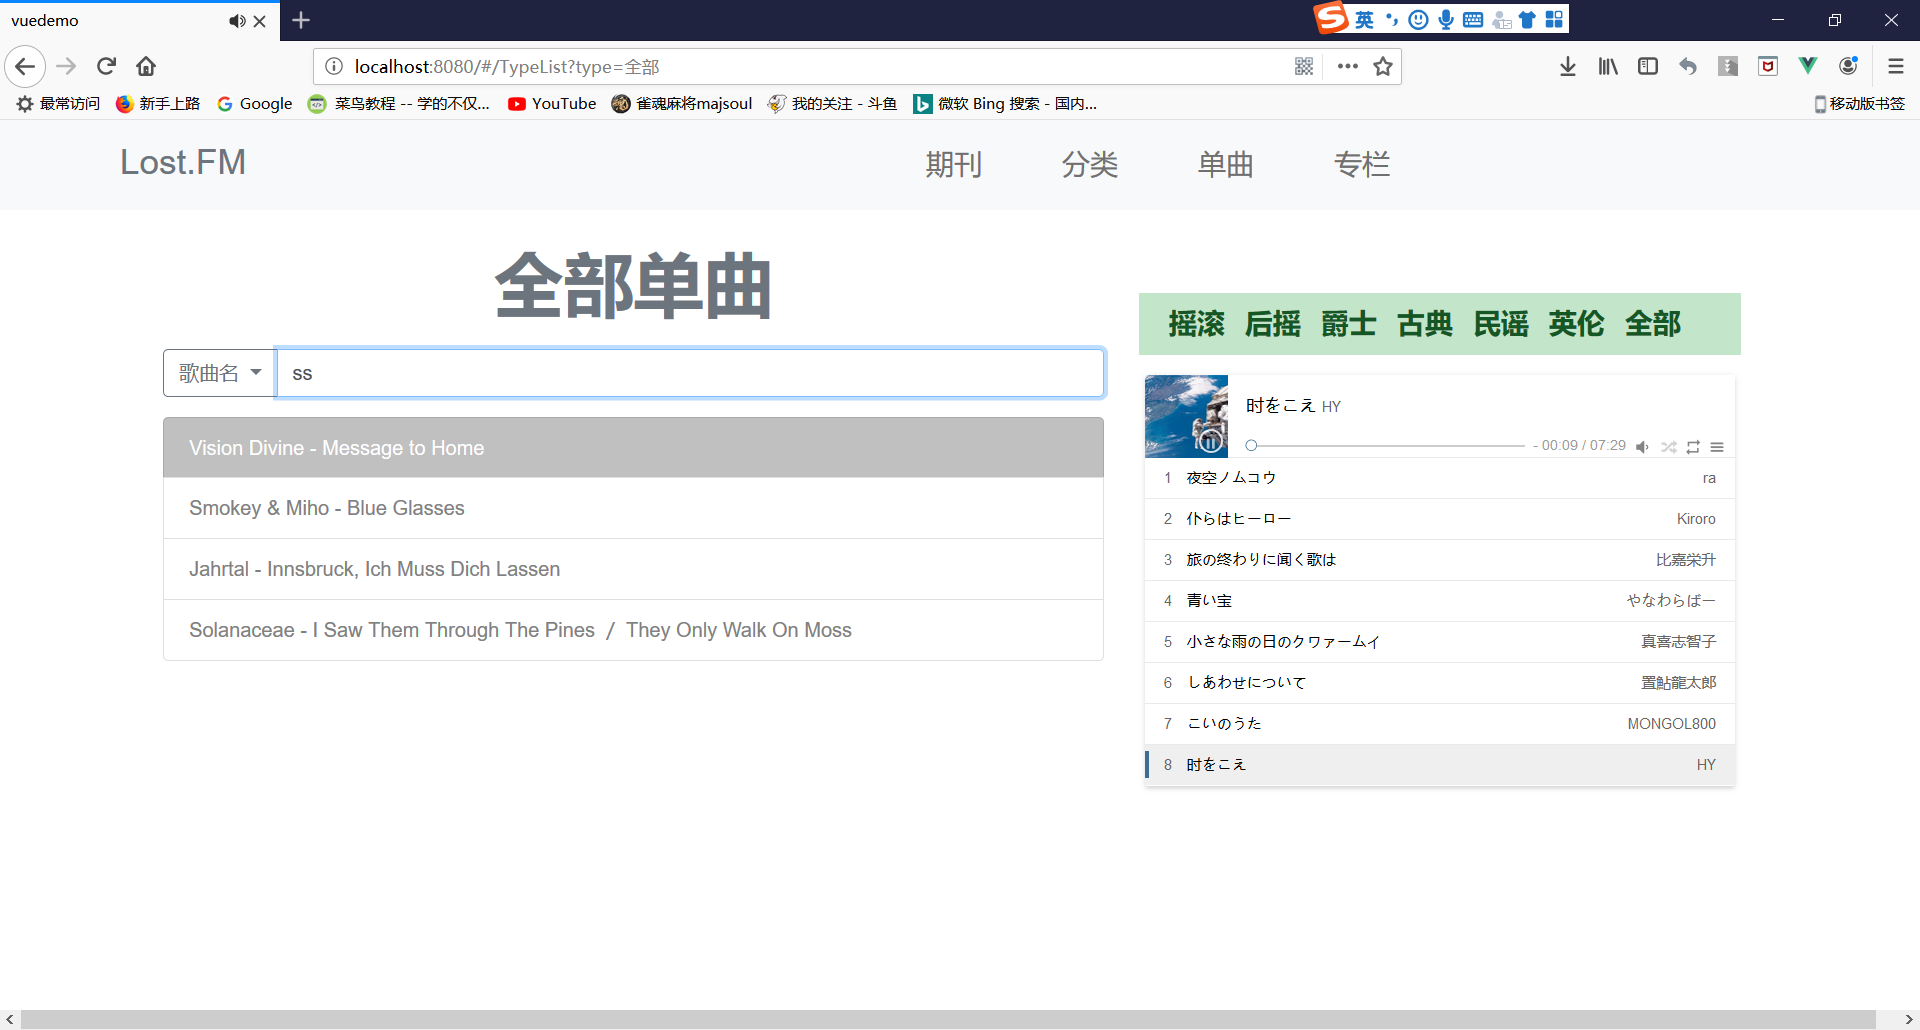 vuedemo
英
localhost:8080/#/TypeList?type=全部
最常访问 新手上路 Google 菜鸟教程 -- 学的不仅... YouTube 雀魂麻将majsoul 我的关注 - 斗鱼 微软 Bing 搜索 - 国内... 移动版书签
Lost.FM 期刊 分类 单曲 专栏
全部单曲
歌曲名 ss
Vision Divine - Message to Home
Smokey & Miho - Blue Glasses
Jahrtal - Innsbruck, Ich Muss Dich Lassen
Solanaceae - I Saw Them Through The Pines / They Only Walk On Moss
摇滚 后摇 爵士 古典 民谣 英伦 全部
时をこえ HY
- 00:09 / 07:29
1 夜空ノムコウ ra
2 仆らはヒーロー Kiroro
3 旅の终わりに闻く歌は 比嘉栄升
4 青い宝 やなわらばー
5 小さな雨の日のクワァームイ 真喜志智子
6 しあわせについて 置鮎龍太郎
7 こいのうた MONGOL800
8 时をこえ HY